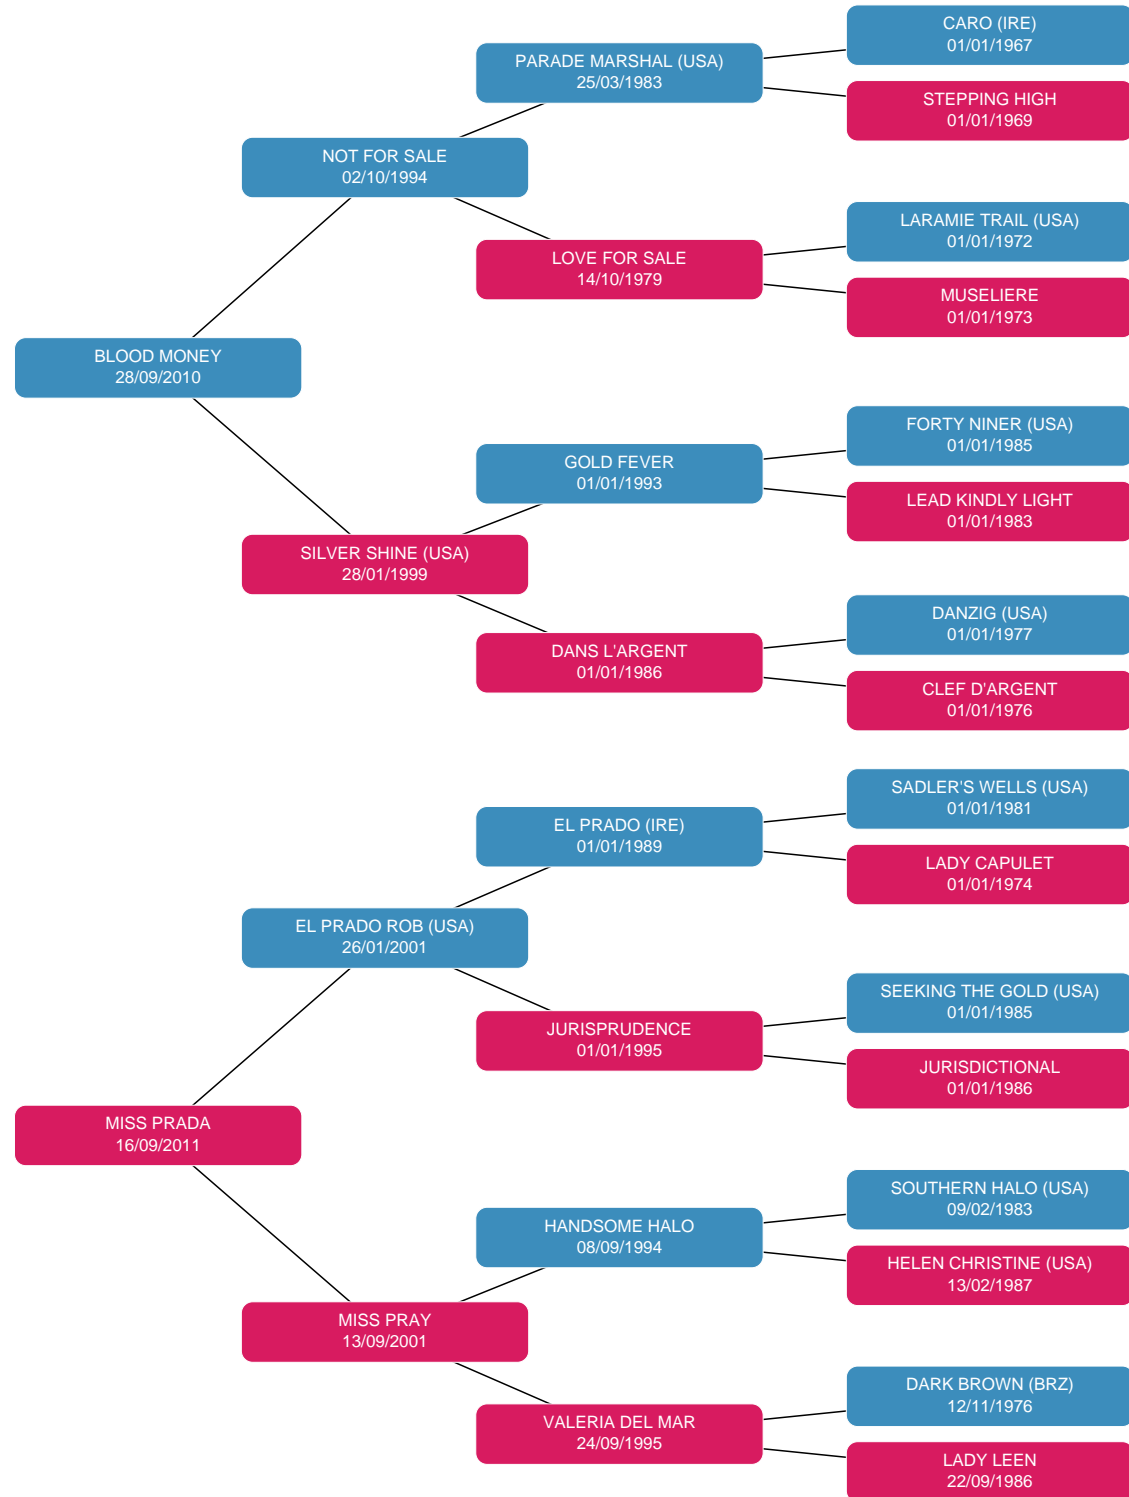 CARO (IRE)
01/01/1967
PARADE MARSHAL (USA)
25/03/1983
STEPPING HIGH
01/01/1969
NOT FOR SALE
02/10/1994
LARAMIE TRAIL (USA)
01/01/1972
LOVE FOR SALE
14/10/1979
MUSELIERE
01/01/1973
BLOOD MONEY
28/09/2010
FORTY NINER (USA)
01/01/1985
GOLD FEVER
01/01/1993
LEAD KINDLY LIGHT
01/01/1983
SILVER SHINE (USA)
28/01/1999
DANZIG (USA)
01/01/1977
DANS L'ARGENT
01/01/1986
CLEF D'ARGENT
01/01/1976
SADLER'S WELLS (USA)
01/01/1981
EL PRADO (IRE)
01/01/1989
LADY CAPULET
01/01/1974
EL PRADO ROB (USA)
26/01/2001
SEEKING THE GOLD (USA)
01/01/1985
JURISPRUDENCE
01/01/1995
JURISDICTIONAL
01/01/1986
MISS PRADA
16/09/2011
SOUTHERN HALO (USA)
09/02/1983
HANDSOME HALO
08/09/1994
HELEN CHRISTINE (USA)
13/02/1987
MISS PRAY
13/09/2001
DARK BROWN (BRZ)
12/11/1976
VALERIA DEL MAR
24/09/1995
LADY LEEN
22/09/1986